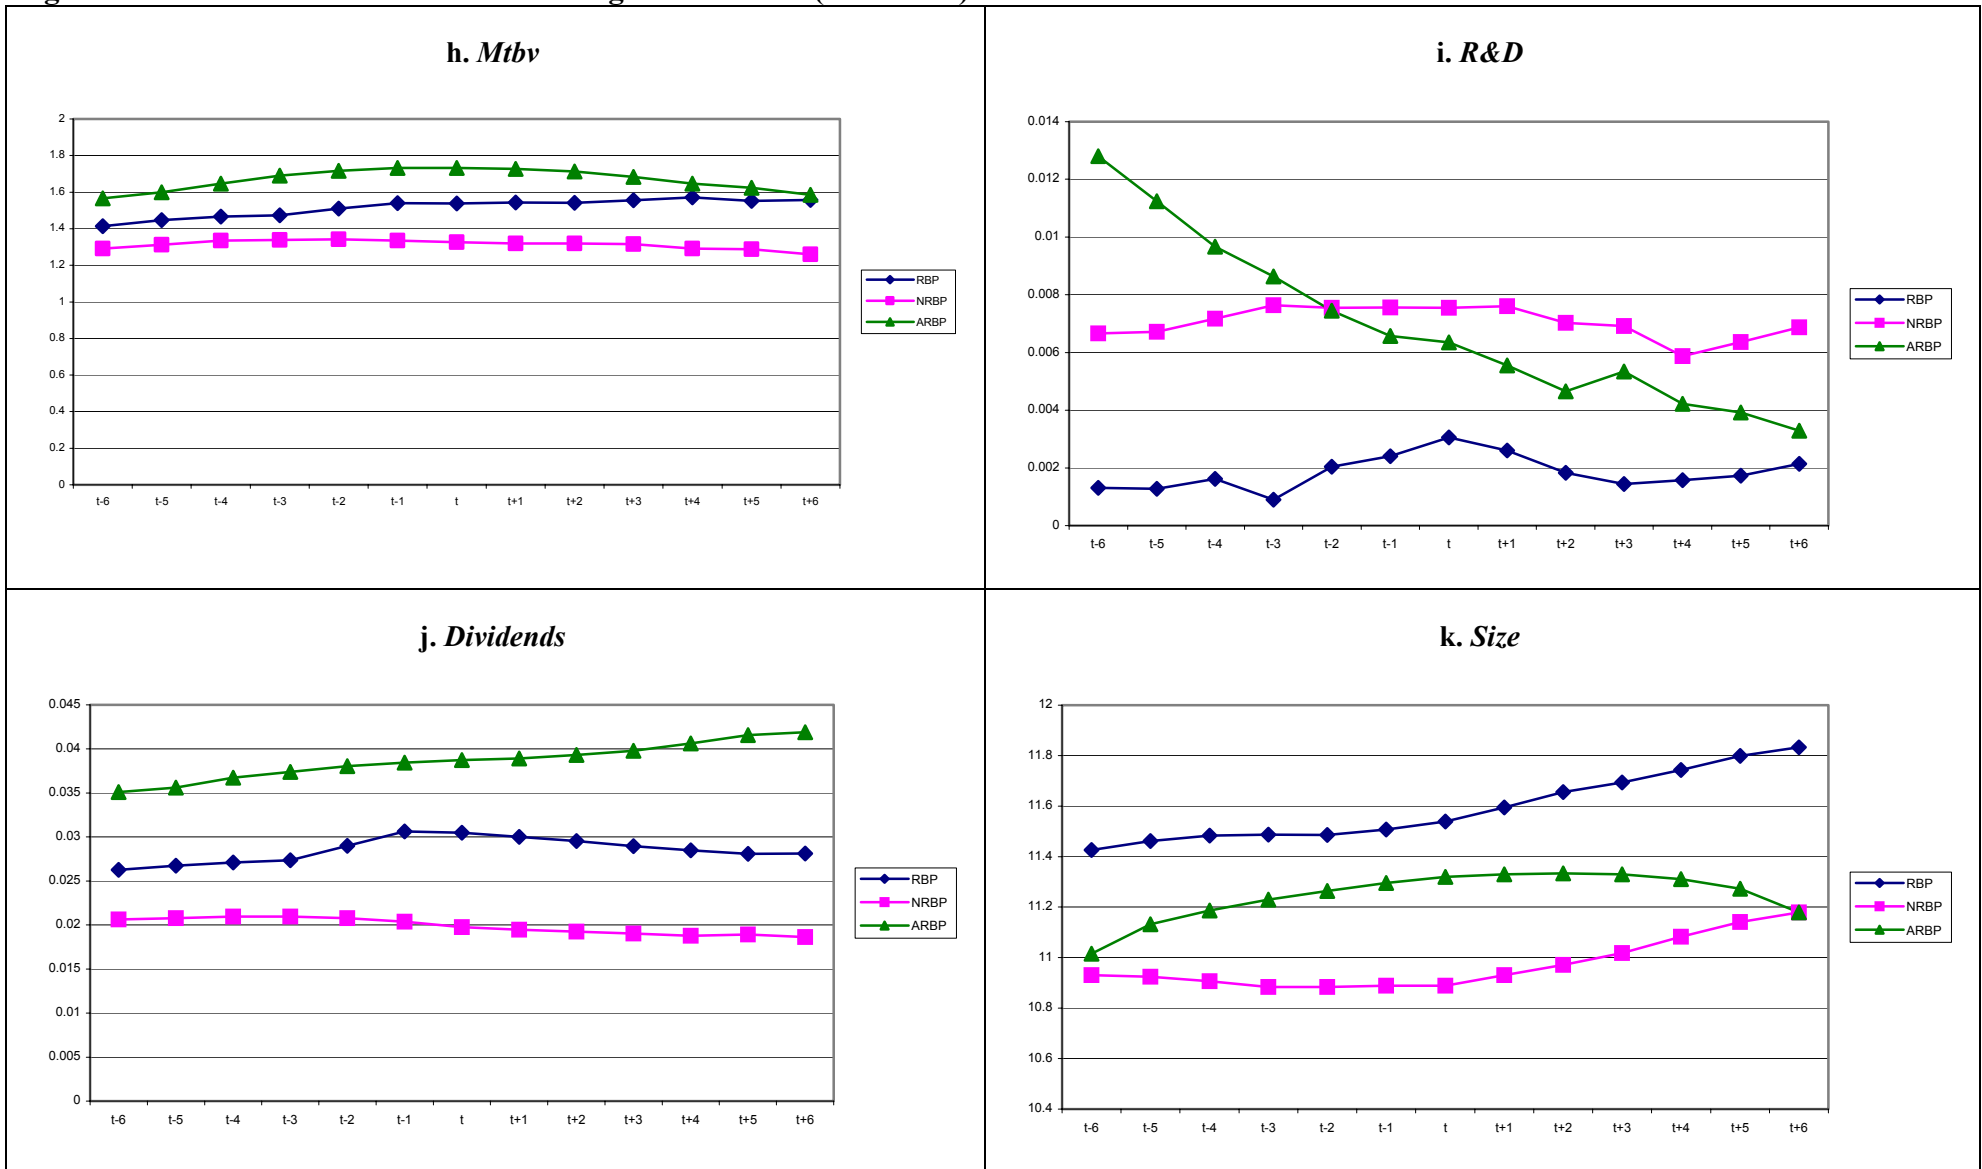 h. Mtbv
2
1.8
1.6
1.4
1.2
1
0.8
0.6
0.4
0.2
0
t-6 t-5 t-4 t-3 t-2 t-1 t t+1 t+2 t+3 t+4 t+5 t+6
RBP
NRBP
ARBP
i. R&D
0.014
0.012
0.01
0.008
0.006
0.004
0.002
0
t-6 t-5 t-4 t-3 t-2 t-1 t t+1 t+2 t+3 t+4 t+5 t+6
RBP
NRBP
ARBP
j. Dividends
0.045
0.04
0.035
0.03
0.025
0.02
0.015
0.01
0.005
0
t-6 t-5 t-4 t-3 t-2 t-1 t t+1 t+2 t+3 t+4 t+5 t+6
RBP
NRBP
ARBP
k. Size
12
11.8
11.6
11.4
11.2
11
10.8
10.6
10.4
t-6 t-5 t-4 t-3 t-2 t-1 t t+1 t+2 t+3 t+4 t+5 t+6
RBP
NRBP
ARBP